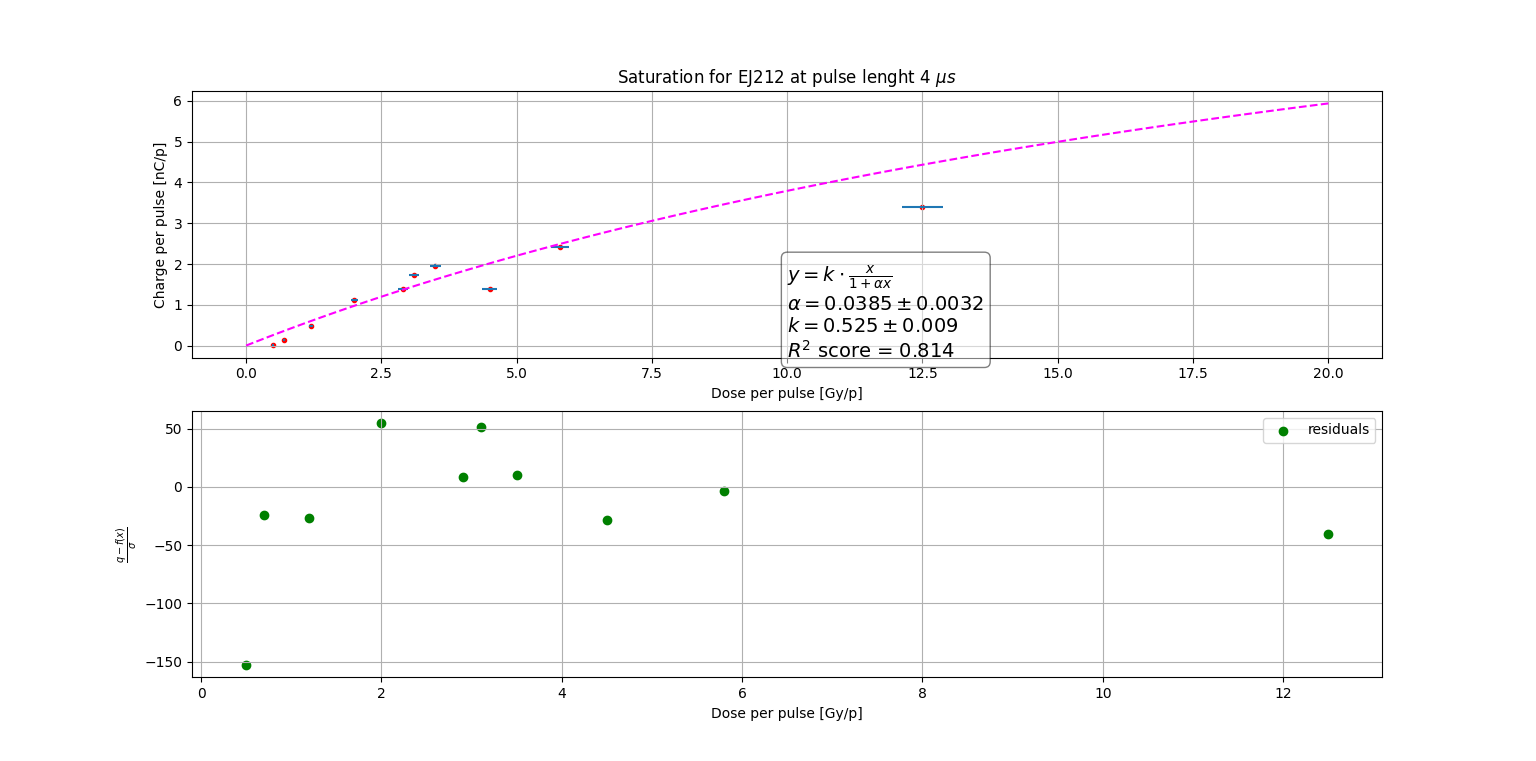 Saturation for EJ212 at pulse lenght 4 μs
Charge per pulse [nC/p]
6
5
4
3
2
1
0
y = k · x / 1 + αx
α = 0.0385 ± 0.0032
k = 0.525 ± 0.009
R² score = 0.814
0.0 2.5 5.0 7.5 10.0 12.5 15.0 17.5 20.0
Dose per pulse [Gy/p]
residuals
q − f(x) / σ
50
0
−50
−100
−150
0 2 4 6 8 10 12
Dose per pulse [Gy/p]